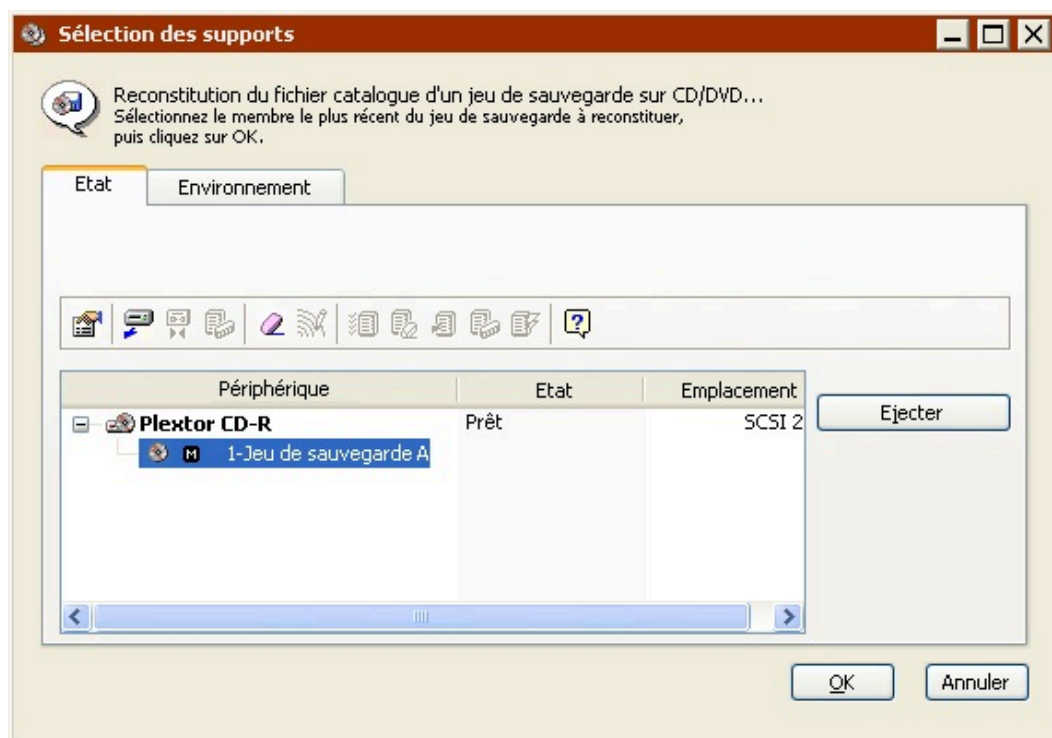 Sélection des supports
Reconstitution du fichier catalogue d'un jeu de sauvegarde sur CD/DVD...
Sélectionnez le membre le plus récent du jeu de sauvegarde à reconstituer,
puis cliquez sur OK.
Etat Environnement
Périphérique Etat Emplacement
Plextor CD-R Prêt SCSI 2
M 1-Jeu de sauvegarde A
Ejecter
OK Annuler